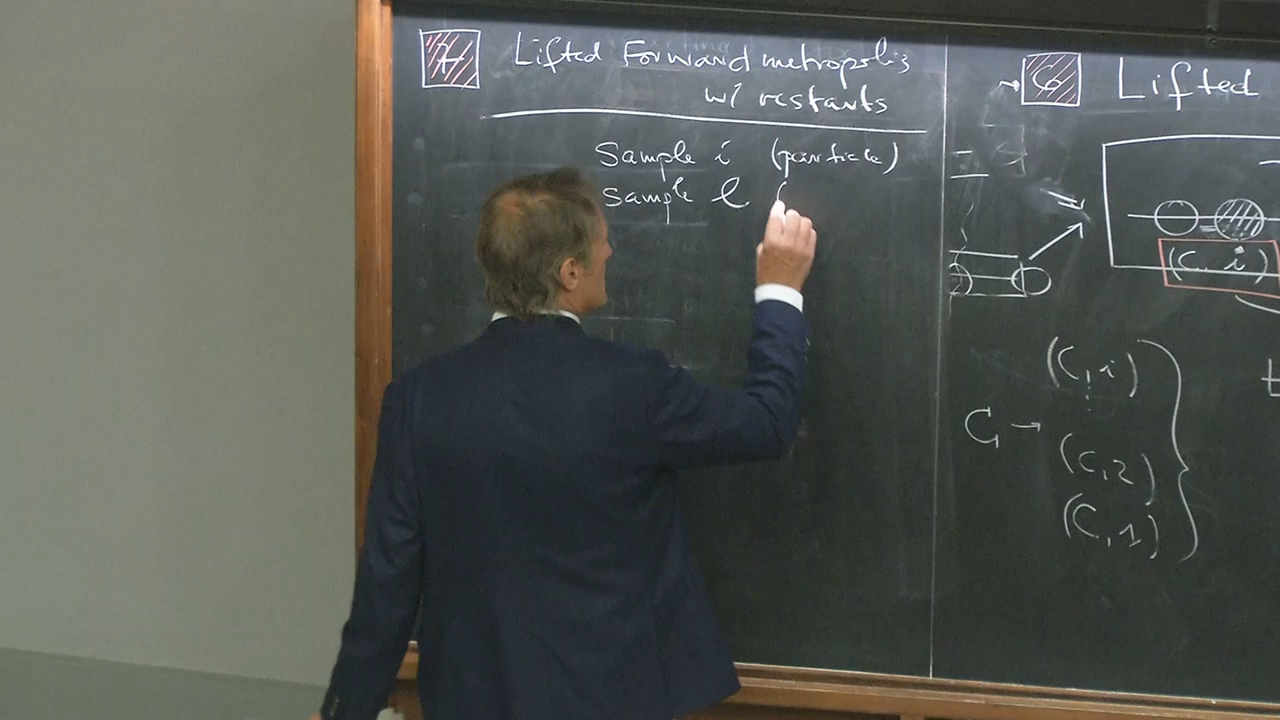 H Lifted Forward metropolis
w/ restarts
Sample i (particle)
Sample l (
G Lifted
(C, i)
(C, i)
C →
(C, 2)
(C, 1)